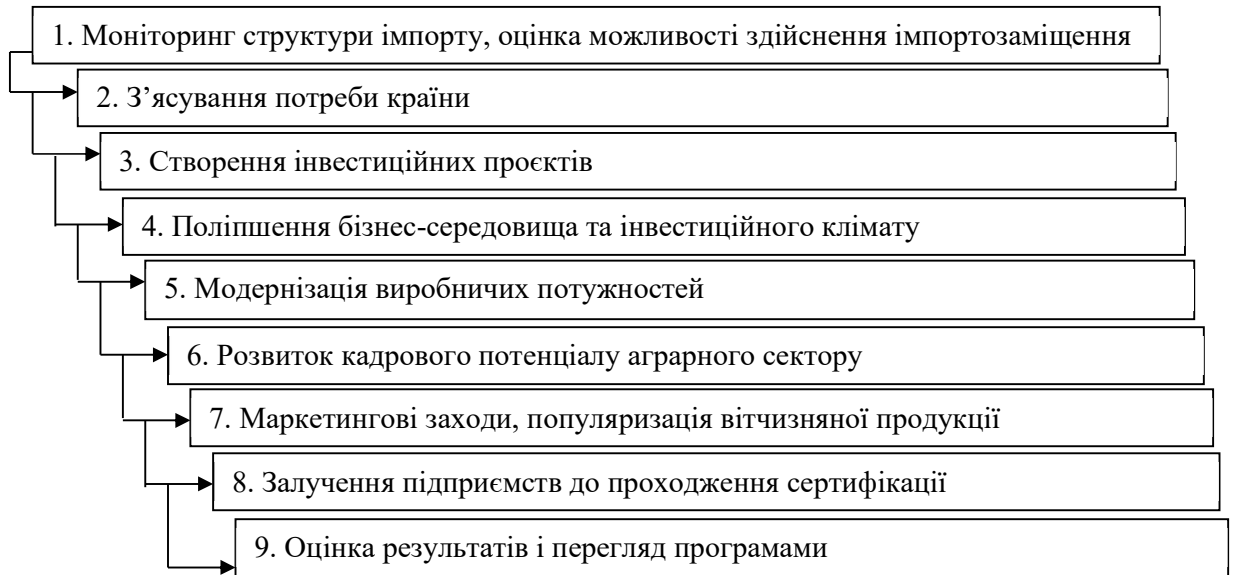 1. Моніторинг структури імпорту, оцінка можливості здійснення імпортозаміщення
2. З’ясування потреби країни
3. Створення інвестиційних проєктів
4. Поліпшення бізнес-середовища та інвестиційного клімату
5. Модернізація виробничих потужностей
6. Розвиток кадрового потенціалу аграрного сектору
7. Маркетингові заходи, популяризація вітчизняної продукції
8. Залучення підприємств до проходження сертифікації
9. Оцінка результатів і перегляд програмами